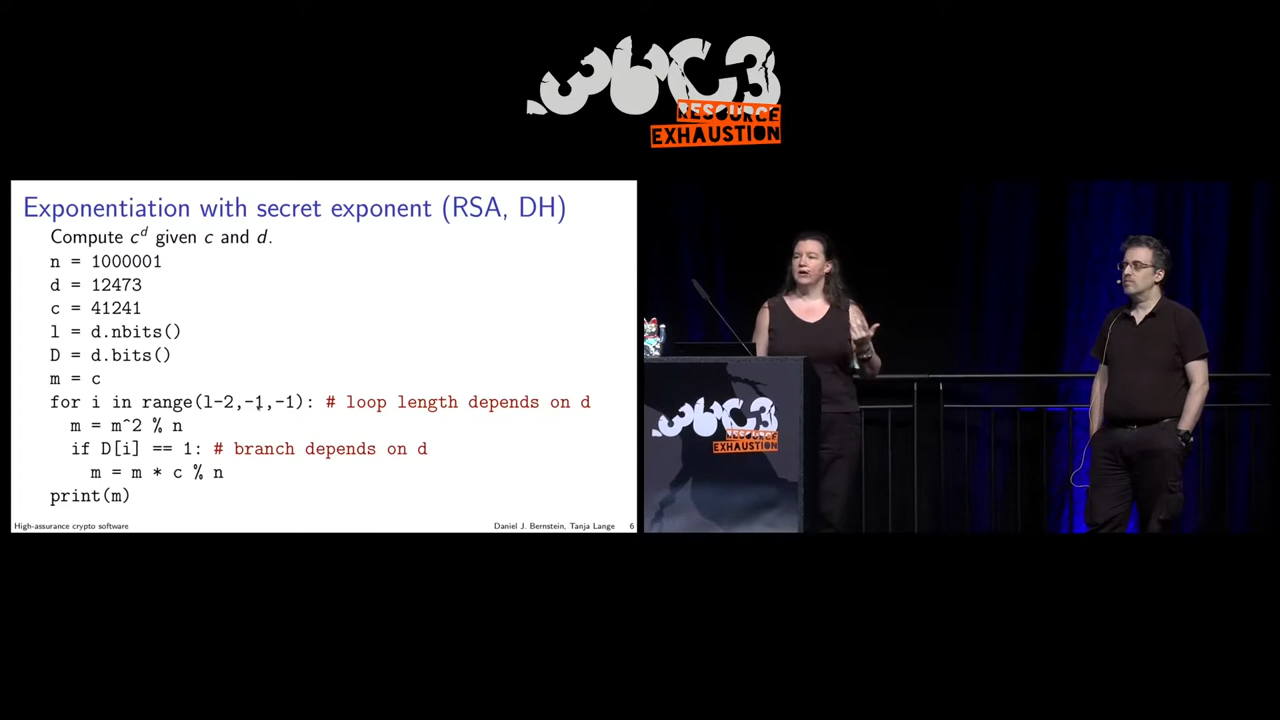 36C3
RESOURCE
EXHAUSTION
Exponentiation with secret exponent (RSA, DH)
Compute c^d given c and d.
n = 1000001
d = 12473
c = 41241
l = d.nbits()
D = d.bits()
m = c
for i in range(l-2,-1,-1): # loop length depends on d
m = m^2 % n
if D[i] == 1: # branch depends on d
m = m * c % n
print(m)
High-assurance crypto software
Daniel J. Bernstein, Tanja Lange 6
36C3
RESOURCE
EXHAUSTION